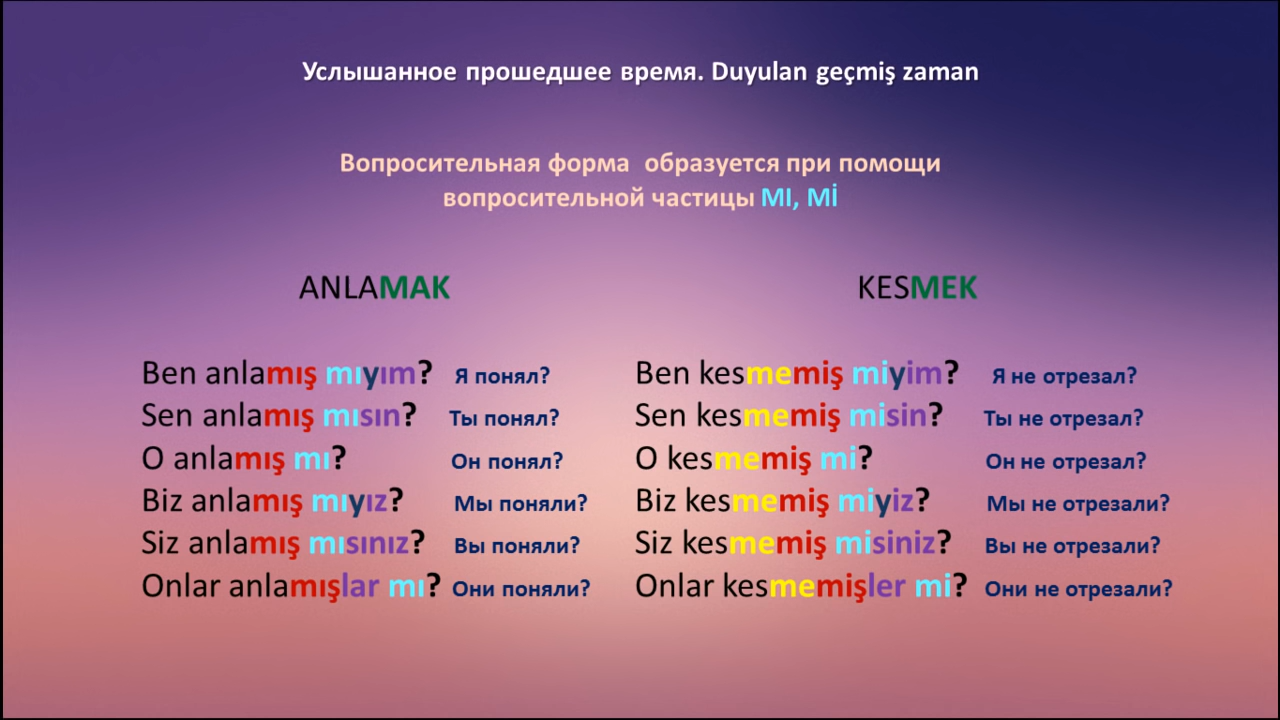 Услышанное прошедшее время. Duyulan geçmiş zaman
Вопросительная форма образуется при помощи
вопросительной частицы MI, Mİ
ANLAMAK
Ben anlamış mıyım? Я понял?
Sen anlamış mısın? Ты понял?
O anlamış mı? Он понял?
Biz anlamış mıyız? Мы поняли?
Siz anlamış mısınız? Вы поняли?
Onlar anlamışlar mı? Они поняли?
KESMEK
Ben kesmemiş miyim? Я не отрезал?
Sen kesmemiş misin? Ты не отрезал?
O kesmemiş mi? Он не отрезал?
Biz kesmemiş miyiz? Мы не отрезали?
Siz kesmemiş misiniz? Вы не отрезали?
Onlar kesmemişler mi? Они не отрезали?